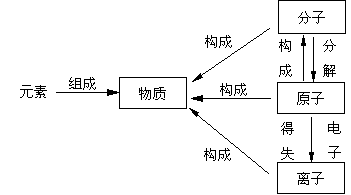 分子
构成
构 分
成 解
元素
组成
物质
构成
原子
得 电
失 子
构成
离子